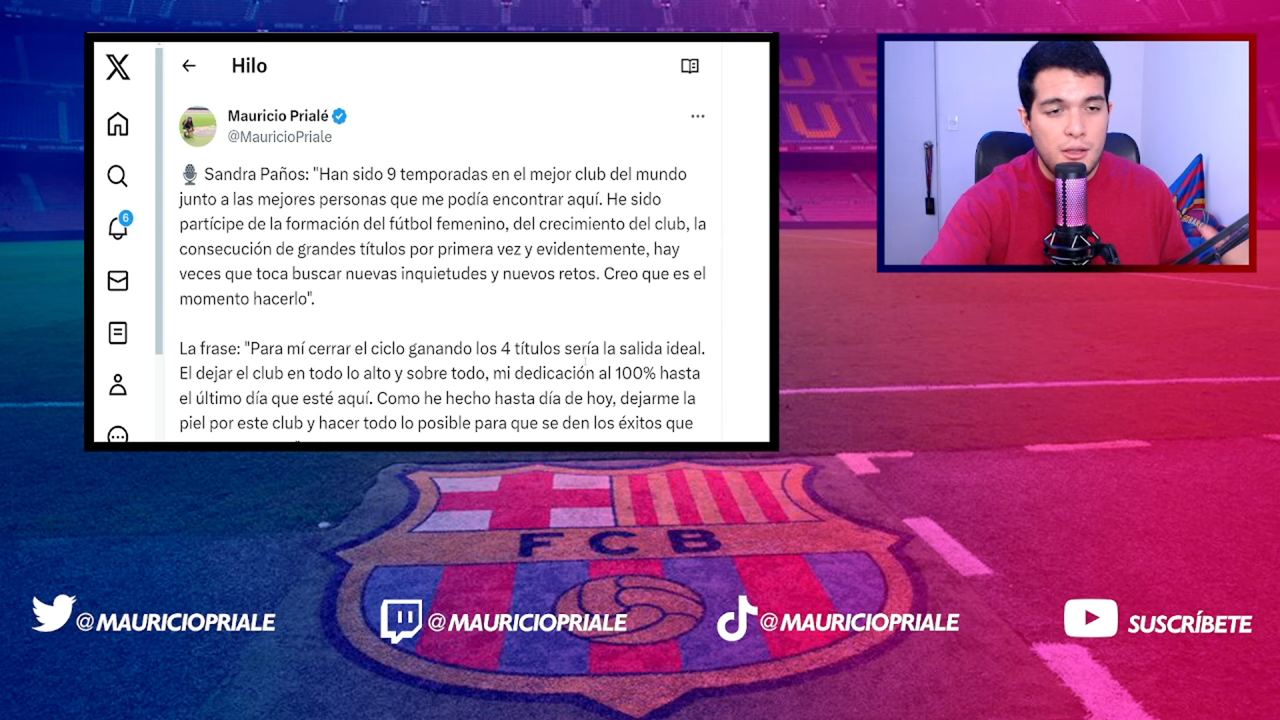 Hilo
Mauricio Prialé
@MauricioPriale
Sandra Paños: "Han sido 9 temporadas en el mejor club del mundo
junto a las mejores personas que me podía encontrar aquí. He sido
partícipe de la formación del fútbol femenino, del crecimiento del club, la
consecución de grandes títulos por primera vez y evidentemente, hay
veces que toca buscar nuevas inquietudes y nuevos retos. Creo que es el
momento hacerlo".
La frase: "Para mí cerrar el ciclo ganando los 4 títulos sería la salida ideal.
El dejar el club en todo lo alto y sobre todo, mi dedicación al 100% hasta
el último día que esté aquí. Como he hecho hasta día de hoy, dejarme la
piel por este club y hacer todo lo posible para que se den los éxitos que
6
FCB
@MAURICIOPRIALE
@MAURICIOPRIALE
@MAURICIOPRIALE
SUSCRÍBETE